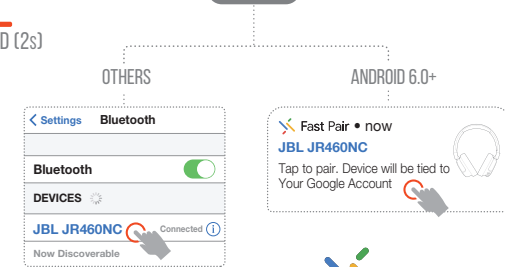 D (2s)
OTHERS
ANDROID 6.0+
Settings Bluetooth
Bluetooth
DEVICES
JBL JR460NC Connected i
Now Discoverable
Fast Pair • now
JBL JR460NC
Tap to pair. Device will be tied to
Your Google Account